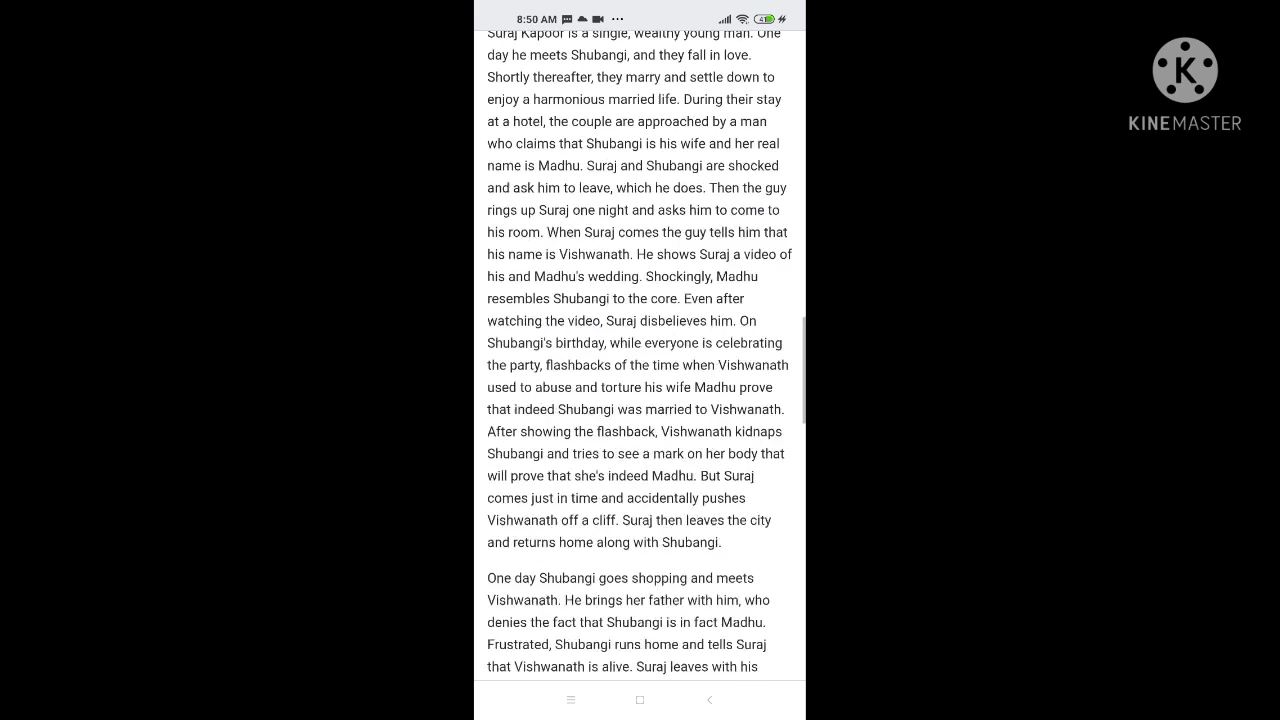 8:50 AM
41
K
KINEMASTER
Suraj Kapoor is a single, wealthy young man. One
day he meets Shubangi, and they fall in love.
Shortly thereafter, they marry and settle down to
enjoy a harmonious married life. During their stay
at a hotel, the couple are approached by a man
who claims that Shubangi is his wife and her real
name is Madhu. Suraj and Shubangi are shocked
and ask him to leave, which he does. Then the guy
rings up Suraj one night and asks him to come to
his room. When Suraj comes the guy tells him that
his name is Vishwanath. He shows Suraj a video of
his and Madhu's wedding. Shockingly, Madhu
resembles Shubangi to the core. Even after
watching the video, Suraj disbelieves him. On
Shubangi's birthday, while everyone is celebrating
the party, flashbacks of the time when Vishwanath
used to abuse and torture his wife Madhu prove
that indeed Shubangi was married to Vishwanath.
After showing the flashback, Vishwanath kidnaps
Shubangi and tries to see a mark on her body that
will prove that she's indeed Madhu. But Suraj
comes just in time and accidentally pushes
Vishwanath off a cliff. Suraj then leaves the city
and returns home along with Shubangi.
One day Shubangi goes shopping and meets
Vishwanath. He brings her father with him, who
denies the fact that Shubangi is in fact Madhu.
Frustrated, Shubangi runs home and tells Suraj
that Vishwanath is alive. Suraj leaves with his